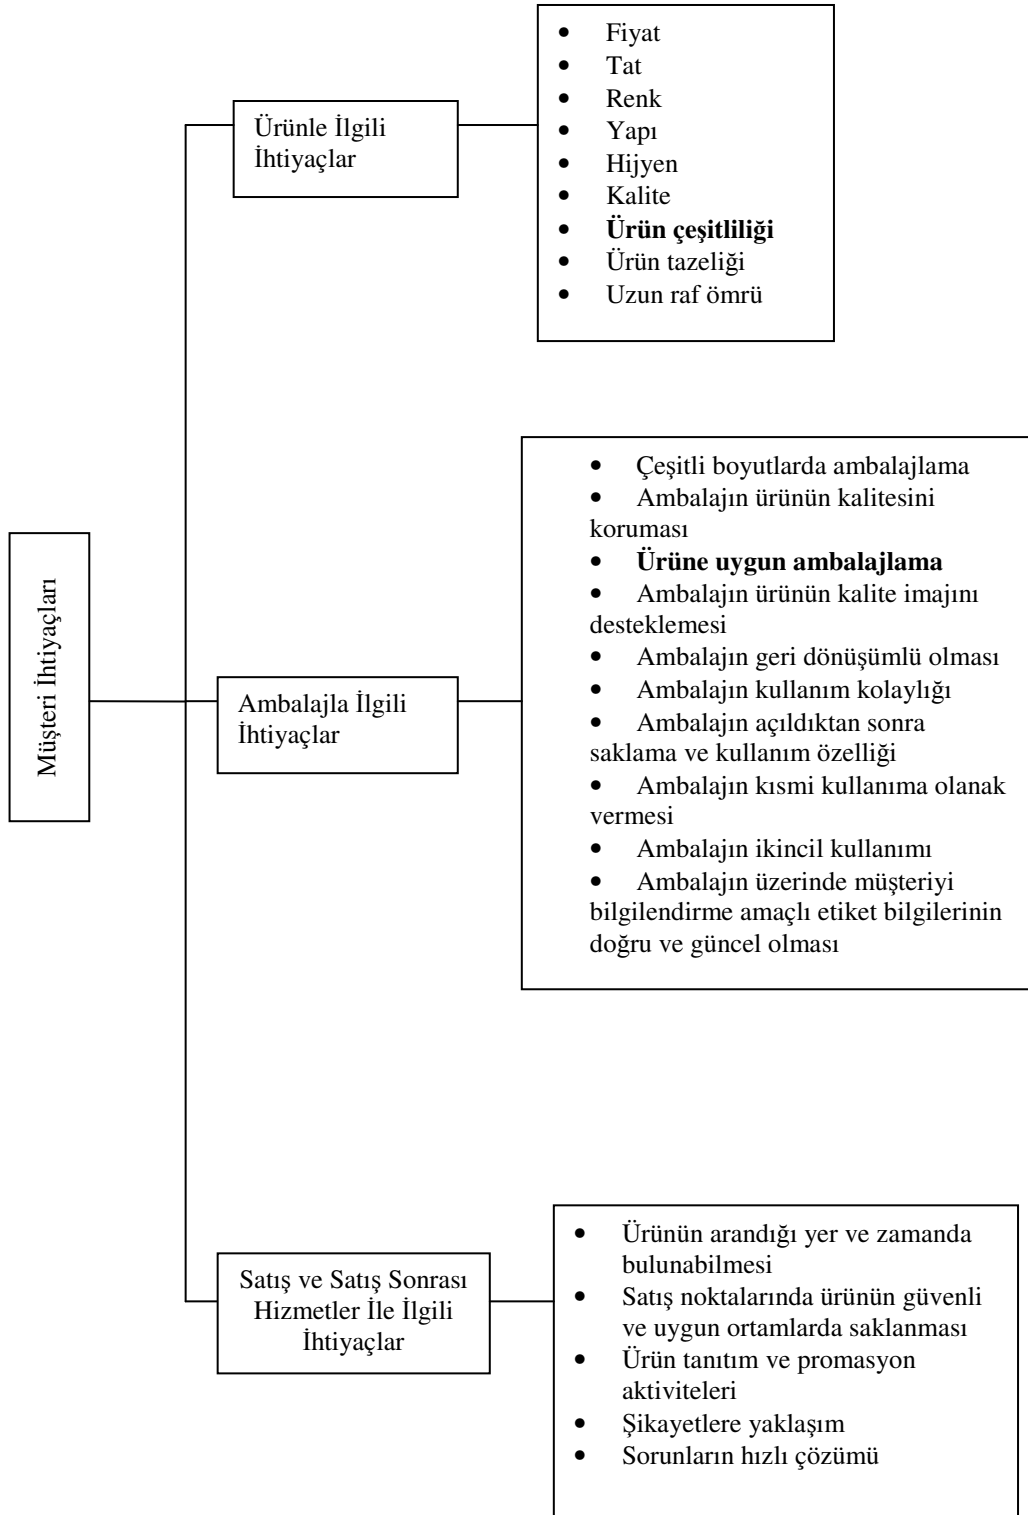 • Fiyat
• Tat
• Renk
• Yapı
• Hijyen
• Kalite
• Ürün çeşitliliği
• Ürün tazeliği
• Uzun raf ömrü
Ürünle İlgili
İhtiyaçlar
Müşteri İhtiyaçları
Ambalajla İlgili
İhtiyaçlar
• Çeşitli boyutlarda ambalajlama
• Ambalajın ürünün kalitesini
koruması
• Ürüne uygun ambalajlama
• Ambalajın ürünün kalite imajını
desteklemesi
• Ambalajın geri dönüşümlü olması
• Ambalajın kullanım kolaylığı
• Ambalajın açıldıktan sonra
saklama ve kullanım özelliği
• Ambalajın kısmi kullanıma olanak
vermesi
• Ambalajın ikincil kullanımı
• Ambalajın üzerinde müşteriyi
bilgilendirme amaçlı etiket bilgilerinin
doğru ve güncel olması
Satış ve Satış Sonrası
Hizmetler İle İlgili
İhtiyaçlar
• Ürünün arandığı yer ve zamanda
bulunabilmesi
• Satış noktalarında ürünün güvenli
ve uygun ortamlarda saklanması
• Ürün tanıtım ve promasyon
aktiviteleri
• Şikayetlere yaklaşım
• Sorunların hızlı çözümü